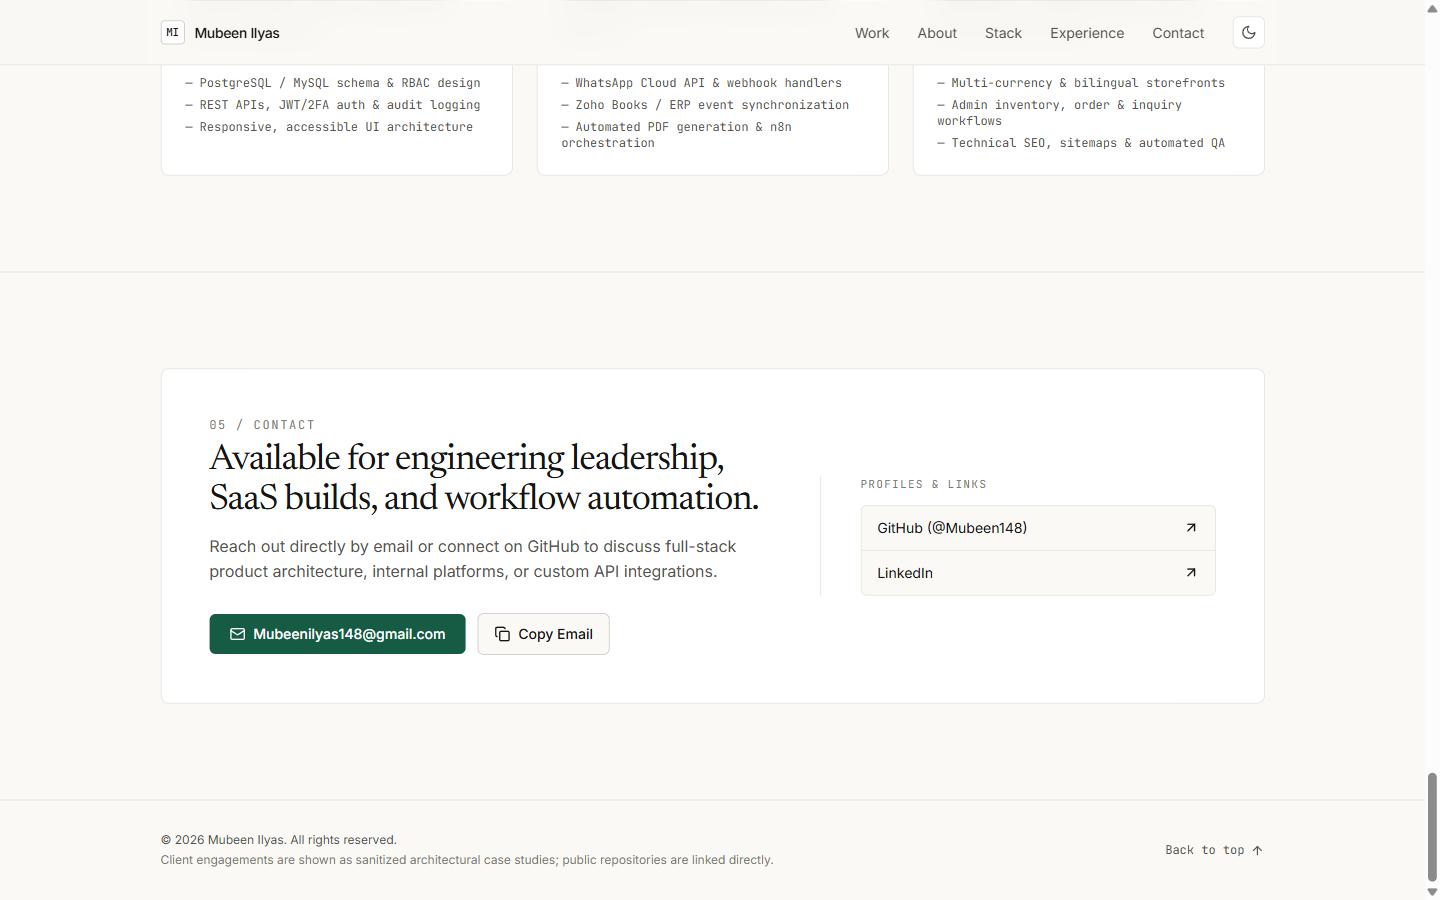 MI
Mubeen Ilyas
Work
About
Stack
Experience
Contact
– PostgreSQL / MySQL schema & RBAC design
– REST APIs, JWT/2FA auth & audit logging
– Responsive, accessible UI architecture
– WhatsApp Cloud API & webhook handlers
– Zoho Books / ERP event synchronization
– Automated PDF generation & n8n
orchestration
– Multi-currency & bilingual storefronts
– Admin inventory, order & inquiry
workflows
– Technical SEO, sitemaps & automated QA
05 / CONTACT
Available for engineering leadership,
SaaS builds, and workflow automation.
Reach out directly by email or connect on GitHub to discuss full-stack
product architecture, internal platforms, or custom API integrations.
Mubeenilyas148@gmail.com
Copy Email
PROFILES & LINKS
GitHub (@Mubeen148)
LinkedIn
© 2026 Mubeen Ilyas. All rights reserved.
Client engagements are shown as sanitized architectural case studies; public repositories are linked directly.
Back to top ↑